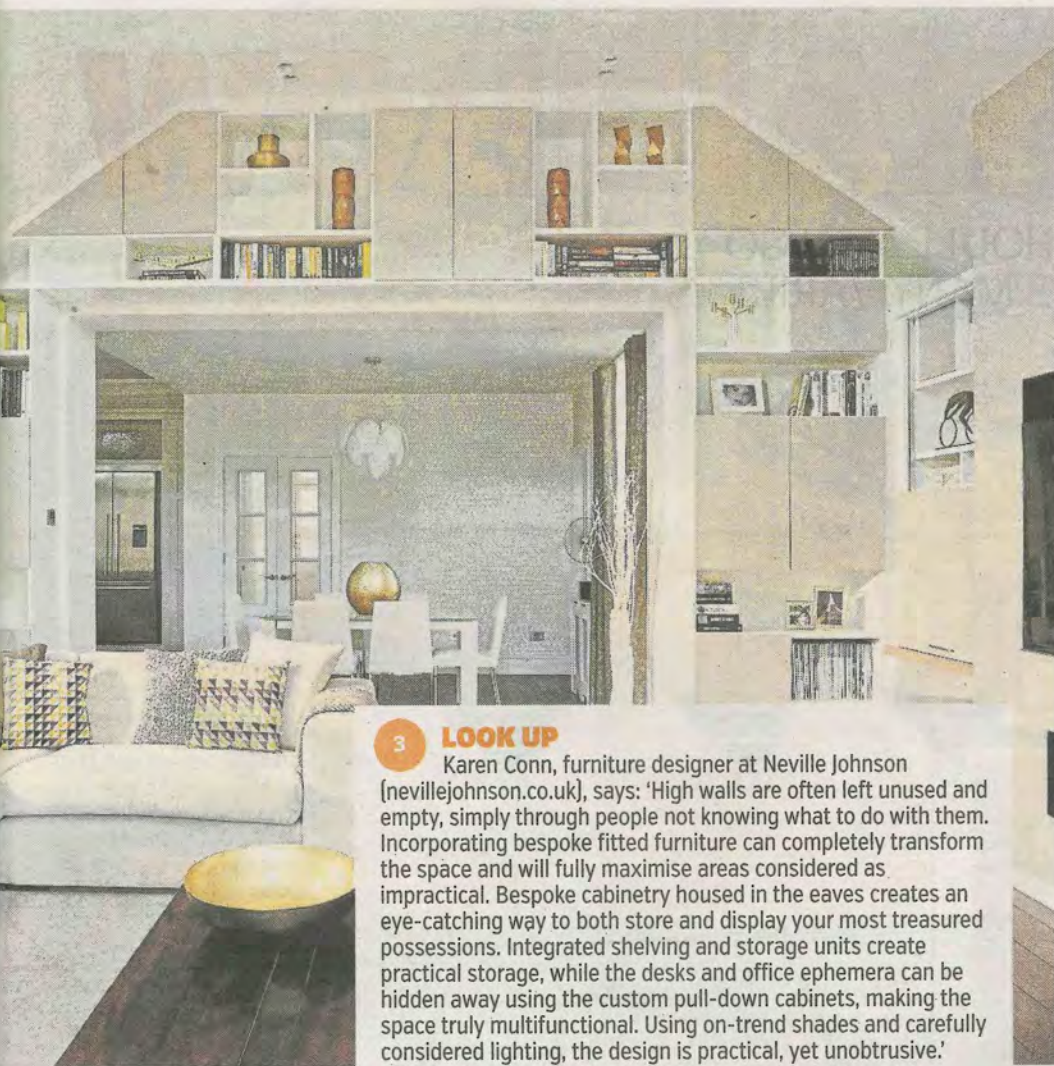 3 LOOK UP
Karen Conn, furniture designer at Neville Johnson
(nevillejohnson.co.uk), says: ‘High walls are often left unused and
empty, simply through people not knowing what to do with them.
Incorporating bespoke fitted furniture can completely transform
the space and will fully maximise areas considered as
impractical. Bespoke cabinetry housed in the eaves creates an
eye-catching way to both store and display your most treasured
possessions. Integrated shelving and storage units create
practical storage, while the desks and office ephemera can be
hidden away using the custom pull-down cabinets, making the
space truly multifunctional. Using on-trend shades and carefully
considered lighting, the design is practical, yet unobtrusive.’